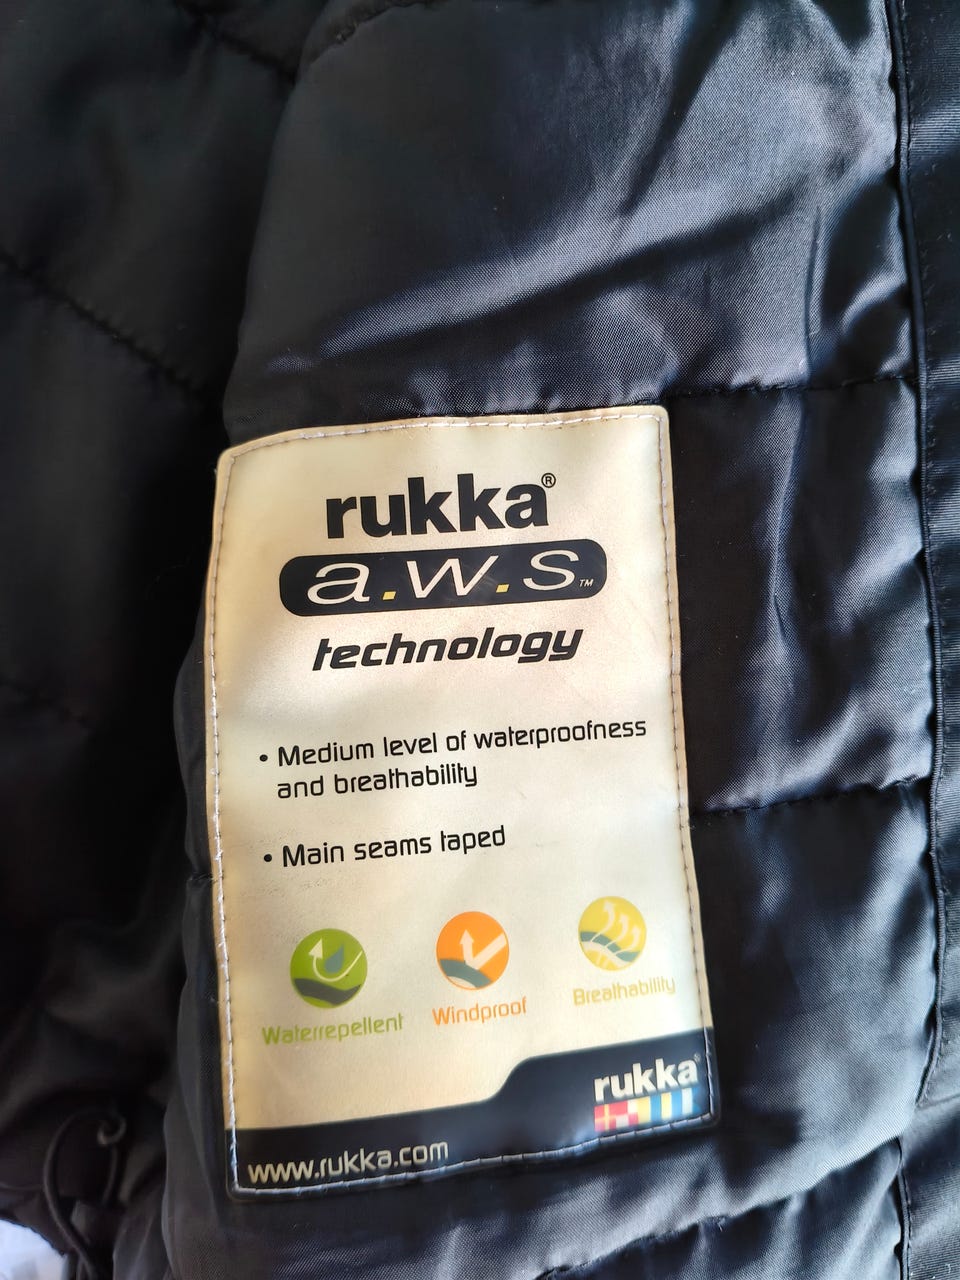 rukka®
a.w.s™
technology
• Medium level of waterproofness
and breathability
• Main seams taped
Waterrepellent
Windproof
Breathability
rukka
www.rukka.com